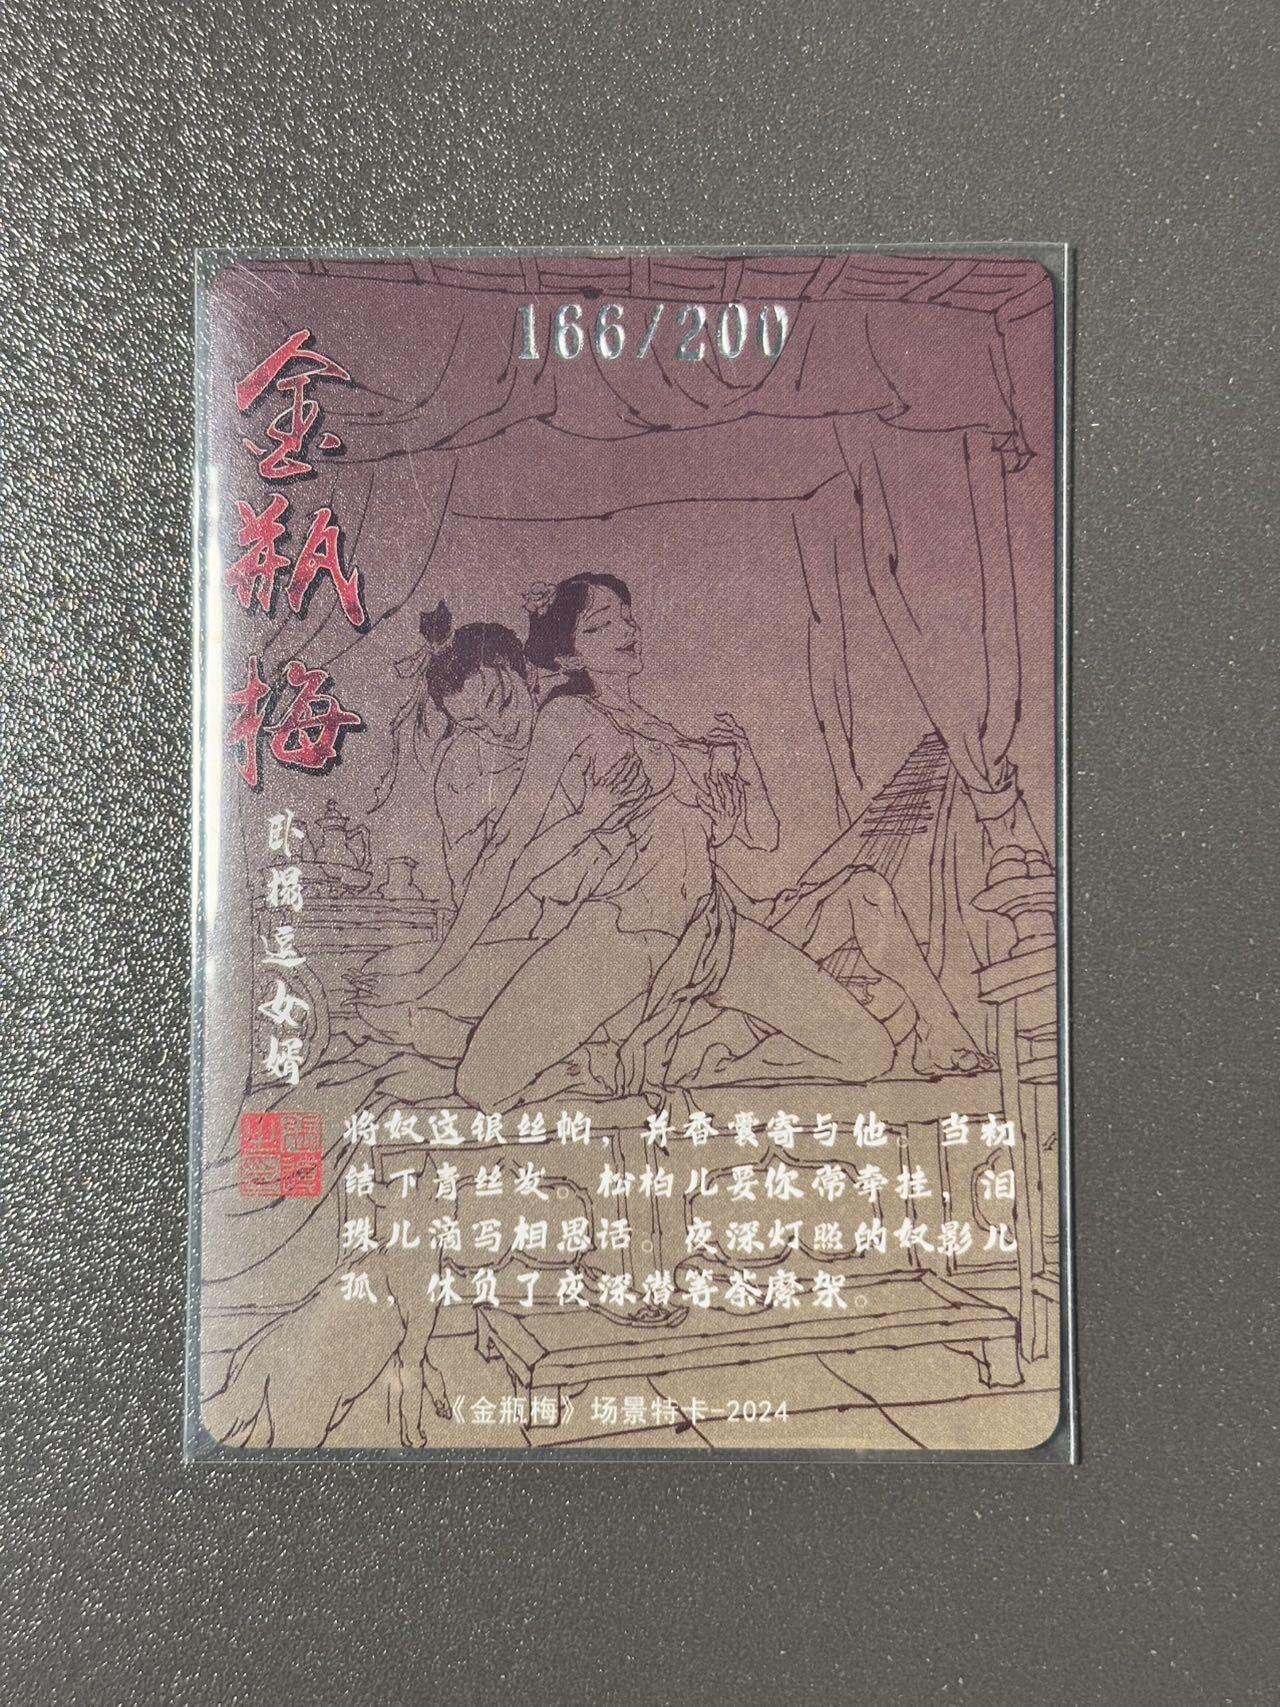 166/200
金瓶梅
卧榻逗女婿
将奴这银丝帕，并香囊寄与他。当初
结下青丝发。松柏儿要你常牵挂，泪
珠儿滴写相思话。夜深灯照的奴影儿
孤，休负了夜深潜等荼縻架。
《金瓶梅》场景特卡-2024